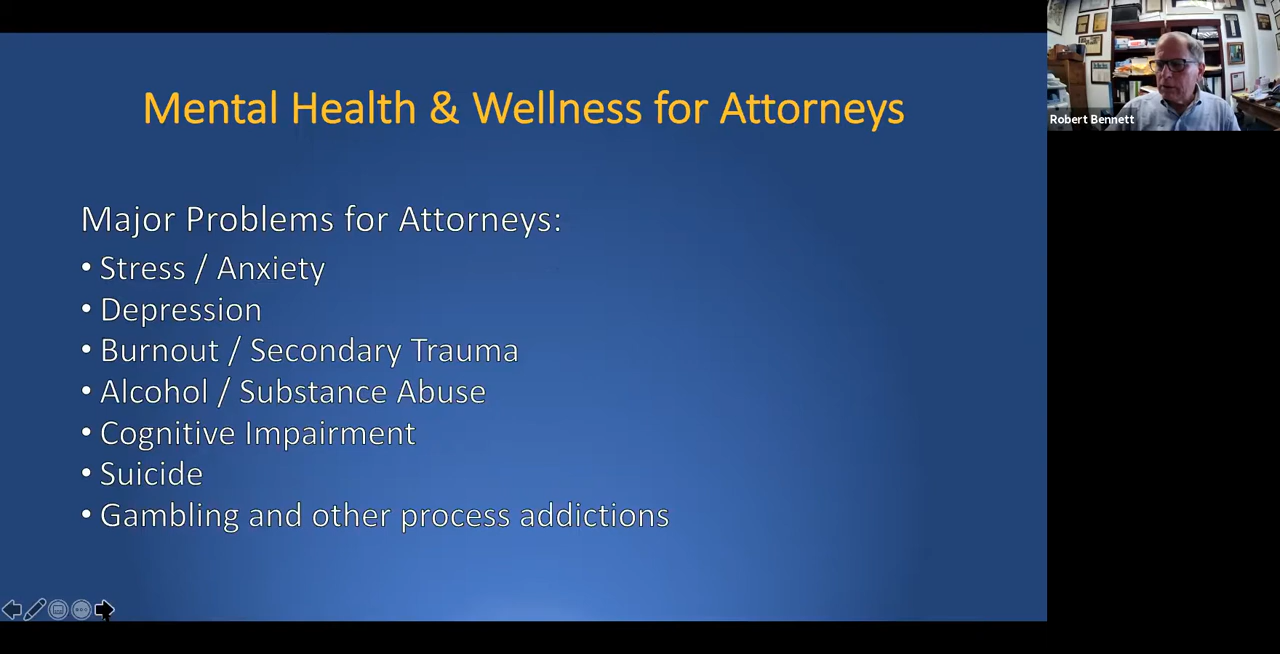 Mental Health & Wellness for Attorneys
Major Problems for Attorneys:
• Stress / Anxiety
• Depression
• Burnout / Secondary Trauma
• Alcohol / Substance Abuse
• Cognitive Impairment
• Suicide
• Gambling and other process addictions
Robert Bennett